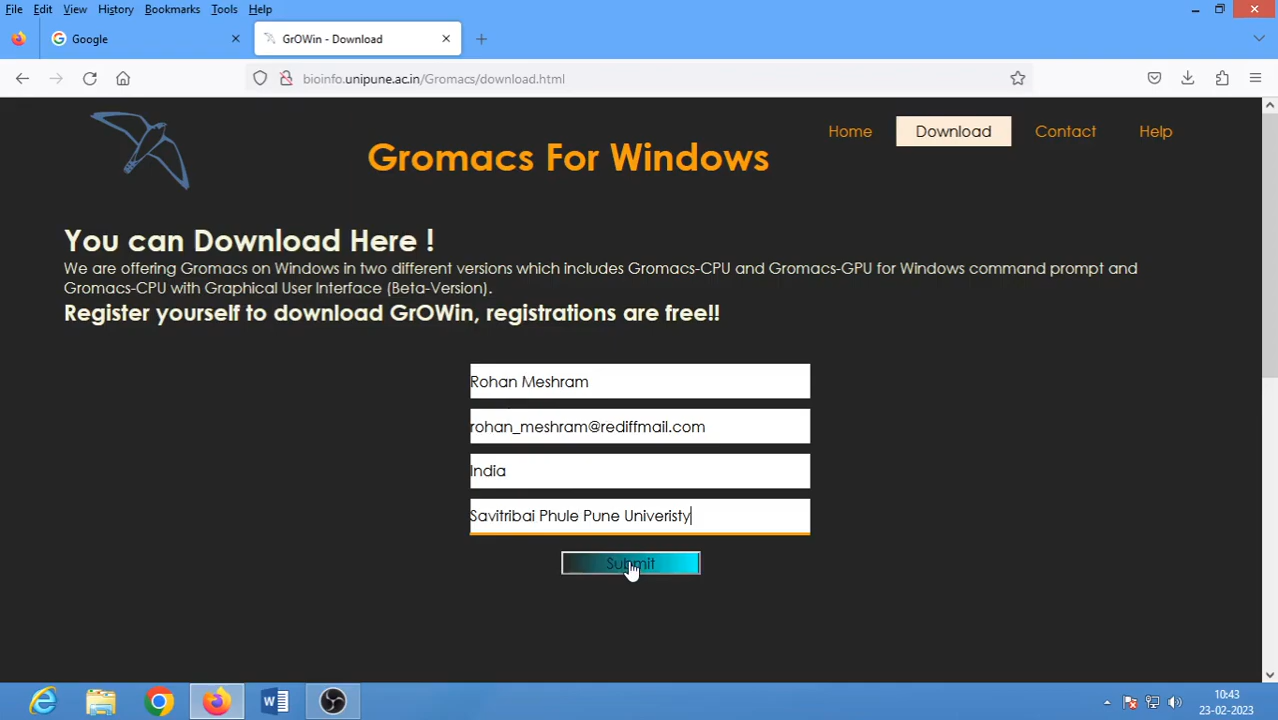 File Edit View History Bookmarks Tools Help
Google
GrOWin - Download
bioinfo.unipune.ac.in/Gromacs/download.html
Home Download Contact Help
Gromacs For Windows
You can Download Here !
We are offering Gromacs on Windows in two different versions which includes Gromacs-CPU and Gromacs-GPU for Windows command prompt and
Gromacs-CPU with Graphical User Interface (Beta-Version).
Register yourself to download GrOWin, registrations are free!!
Rohan Meshram
rohan_meshram@rediffmail.com
India
Savitribai Phule Pune Univeristy
Submit
10:43
23-02-2023